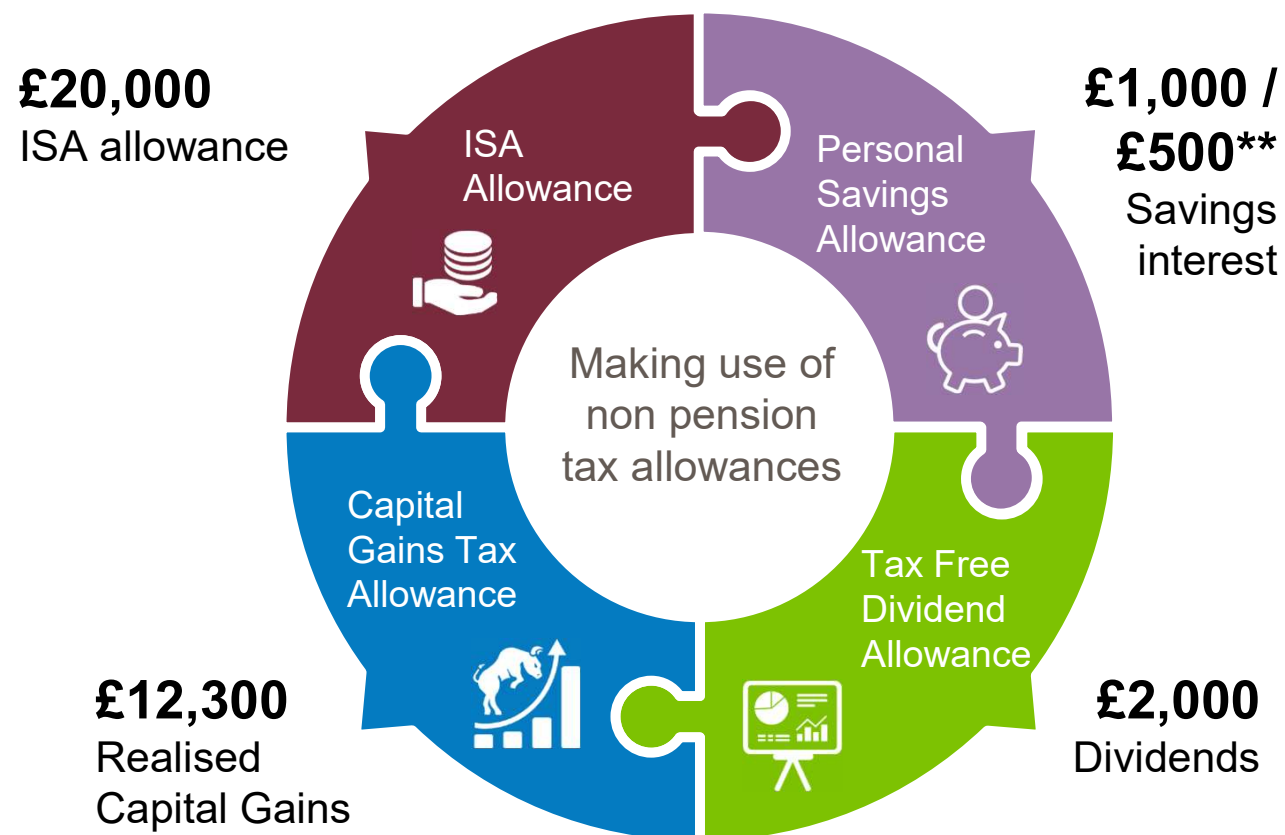 £20,000
ISA allowance
ISA
Allowance
Personal
Savings
Allowance
£1,000 /
£500**
Savings
interest
Making use of
non pension
tax allowances
Capital
Gains Tax
Allowance
Tax Free
Dividend
Allowance
£12,300
Realised
Capital Gains
£2,000
Dividends